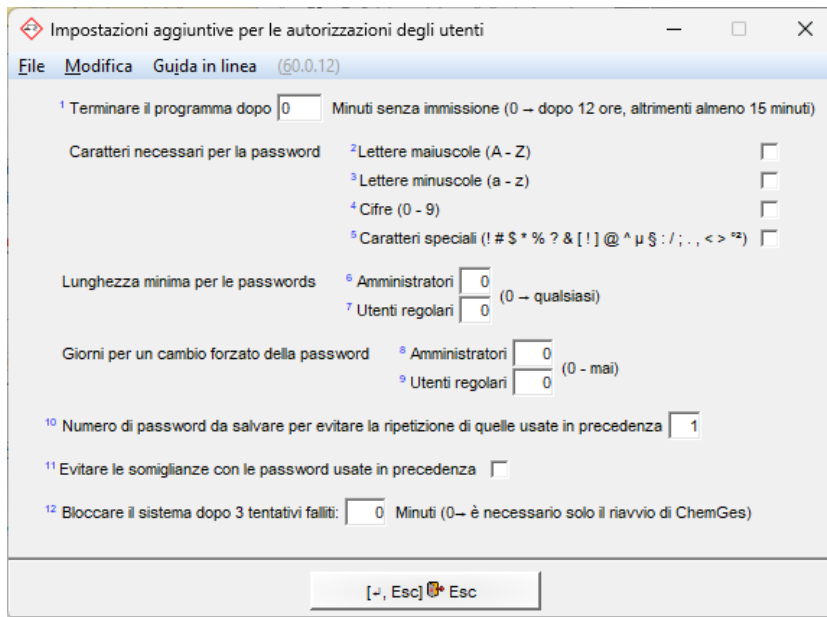 Impostazioni aggiuntive per le autorizzazioni degli utenti
File Modifica Guida in linea (60.0.12)
1 Terminare il programma dopo 0 Minuti senza immissione (0 → dopo 12 ore, altrimenti almeno 15 minuti)
Caratteri necessari per la password 2 Lettere maiuscole (A - Z)
3 Lettere minuscole (a - z)
4 Cifre (0 - 9)
5 Caratteri speciali (! # $ * % ? & [ ! ] @ ^ µ § : / ; . , < > °²)
Lunghezza minima per le passwords 6 Amministratori 0 (0 → qualsiasi)
7 Utenti regolari 0
Giorni per un cambio forzato della password 8 Amministratori 0 (0 - mai)
9 Utenti regolari 0
10 Numero di password da salvare per evitare la ripetizione di quelle usate in precedenza 1
11 Evitare le somiglianze con le password usate in precedenza
12 Bloccare il sistema dopo 3 tentativi falliti: 0 Minuti (0→ è necessario solo il riavvio di ChemGes)
[↵, Esc] Esc